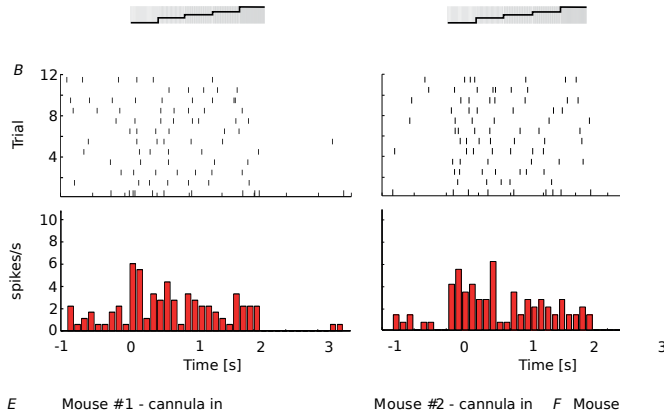 B
12
8
4
Trial
10
8
6
4
2
0
spikes/s
-1 0 1 2 3
Time [s]
-1 0 1 2 3
Time [s]
E Mouse #1 - cannula in Mouse #2 - cannula in F Mouse